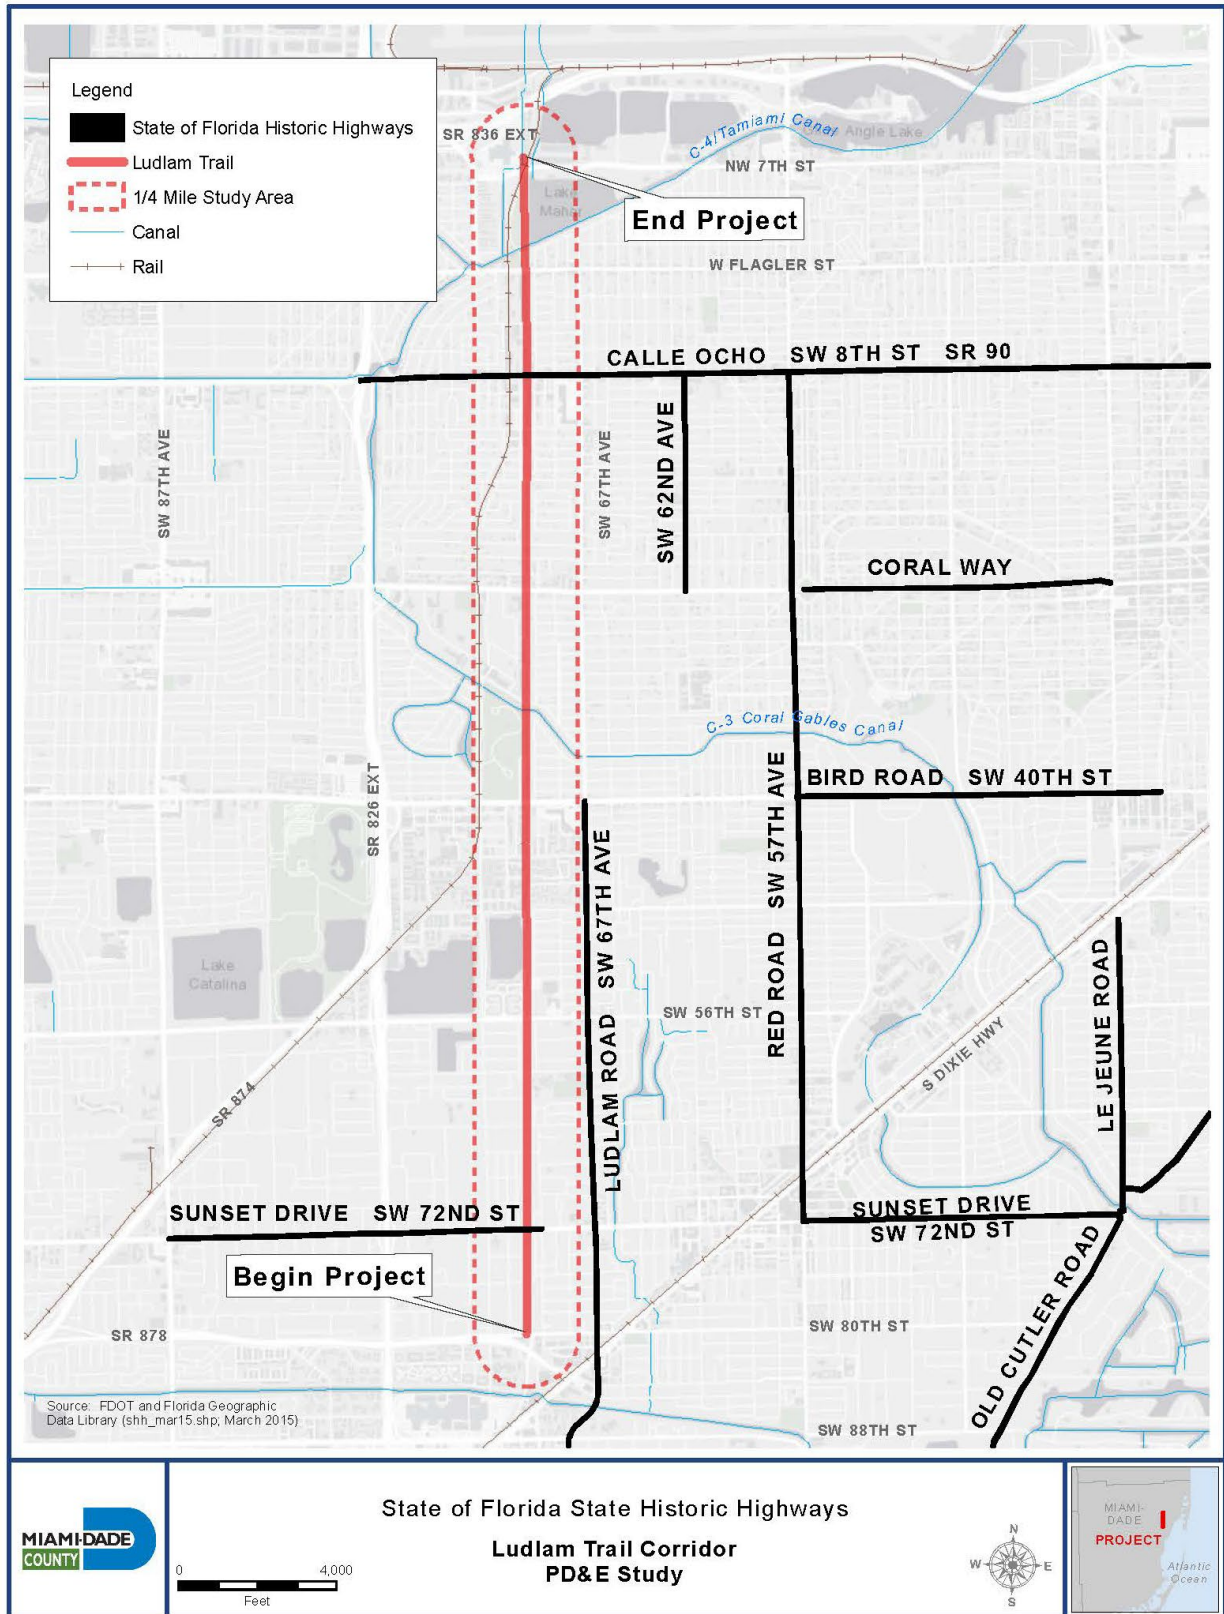 Legend
State of Florida Historic Highways
Ludlam Trail
1/4 Mile Study Area
Canal
Rail
SR 836 EXT
C-4/Tamiami Canal
Angle Lake
NW 7TH ST
Lake
Mahar
End Project
W FLAGLER ST
CALLE OCHO SW 8TH ST SR 90
SW 87TH AVE
SW 67TH AVE
SW 62ND AVE
CORAL WAY
C-3 Coral Gables Canal
SR 826 EXT
BIRD ROAD SW 40TH ST
RED ROAD SW 57TH AVE
LUDLAM ROAD SW 67TH AVE
Lake
Catalina
SW 56TH ST
S DIXIE HWY
LE JEUNE ROAD
SR 874
SUNSET DRIVE SW 72ND ST
SUNSET DRIVE
SW 72ND ST
Begin Project
OLD CUTLER ROAD
SR 878
SW 80TH ST
Source: FDOT and Florida Geographic
Data Library (shh_mar15.shp; March 2015)
SW 88TH ST
MIAMI-DADE
COUNTY
0 4,000
Feet
State of Florida State Historic Highways
Ludlam Trail Corridor
PD&E Study
N
W E
S
MIAMI-
DADE
PROJECT
Atlantic
Ocean